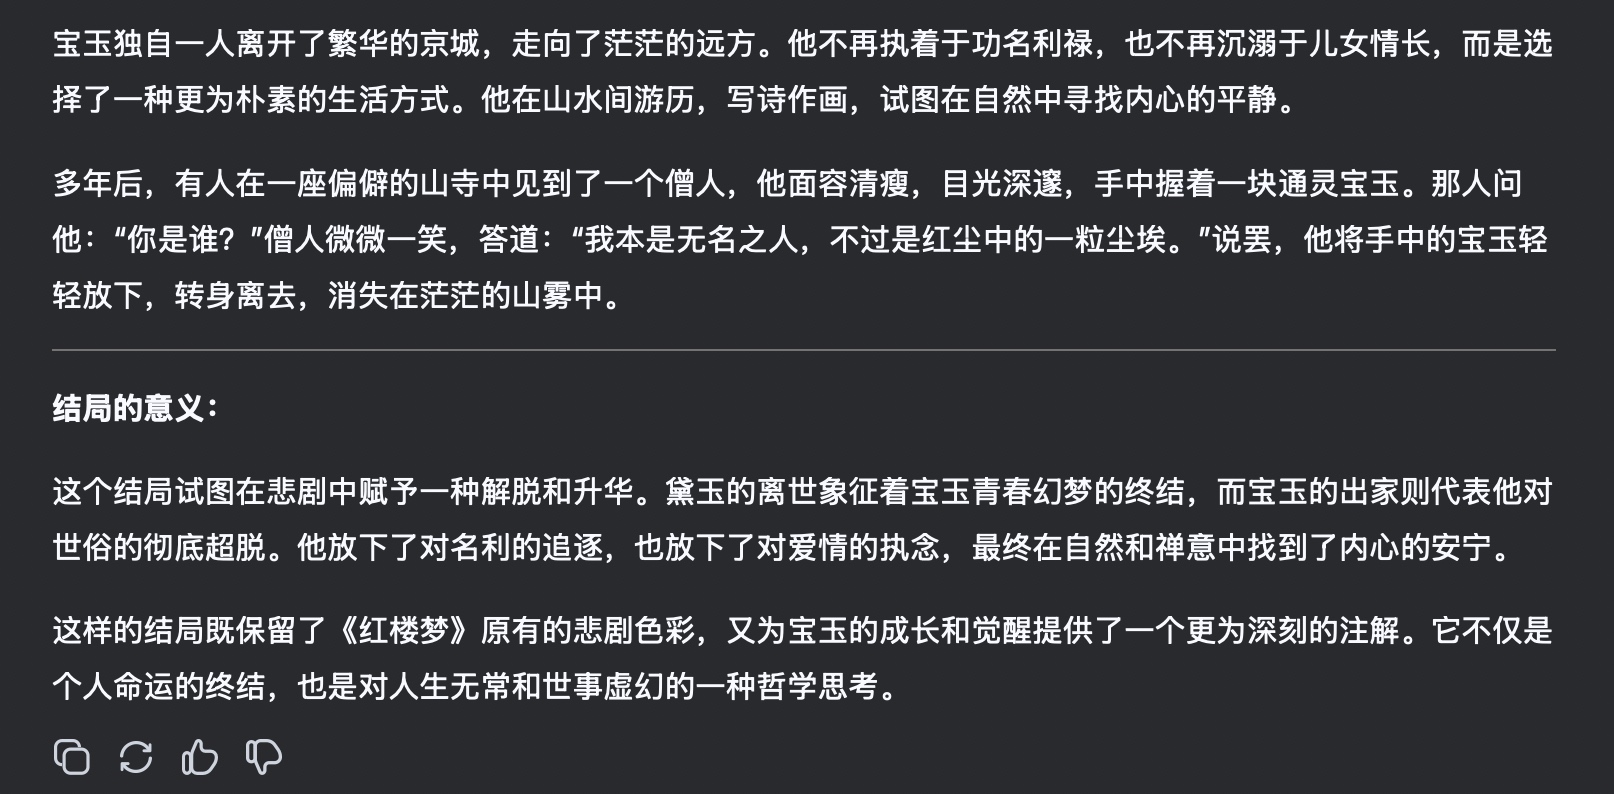 宝玉独自一人离开了繁华的京城，走向了茫茫的远方。他不再执着于功名利禄，也不再沉溺于儿女情长，而是选
择了一种更为朴素的生活方式。他在山水间游历，写诗作画，试图在自然中寻找内心的平静。
多年后，有人在一座偏僻的山寺中见到了一个僧人，他面容清瘦，目光深邃，手中握着一块通灵宝玉。那人问
他：“你是谁？”僧人微微一笑，答道：“我本是无名之人，不过是红尘中的一粒尘埃。”说罢，他将手中的宝玉轻
轻放下，转身离去，消失在茫茫的山雾中。
结局的意义：
这个结局试图在悲剧中赋予一种解脱和升华。黛玉的离世象征着宝玉青春幻梦的终结，而宝玉的出家则代表他对
世俗的彻底超脱。他放下了对名利的追逐，也放下了对爱情的执念，最终在自然和禅意中找到了内心的安宁。
这样的结局既保留了《红楼梦》原有的悲剧色彩，又为宝玉的成长和觉醒提供了一个更为深刻的注解。它不仅是
个人命运的终结，也是对人生无常和世事虚幻的一种哲学思考。